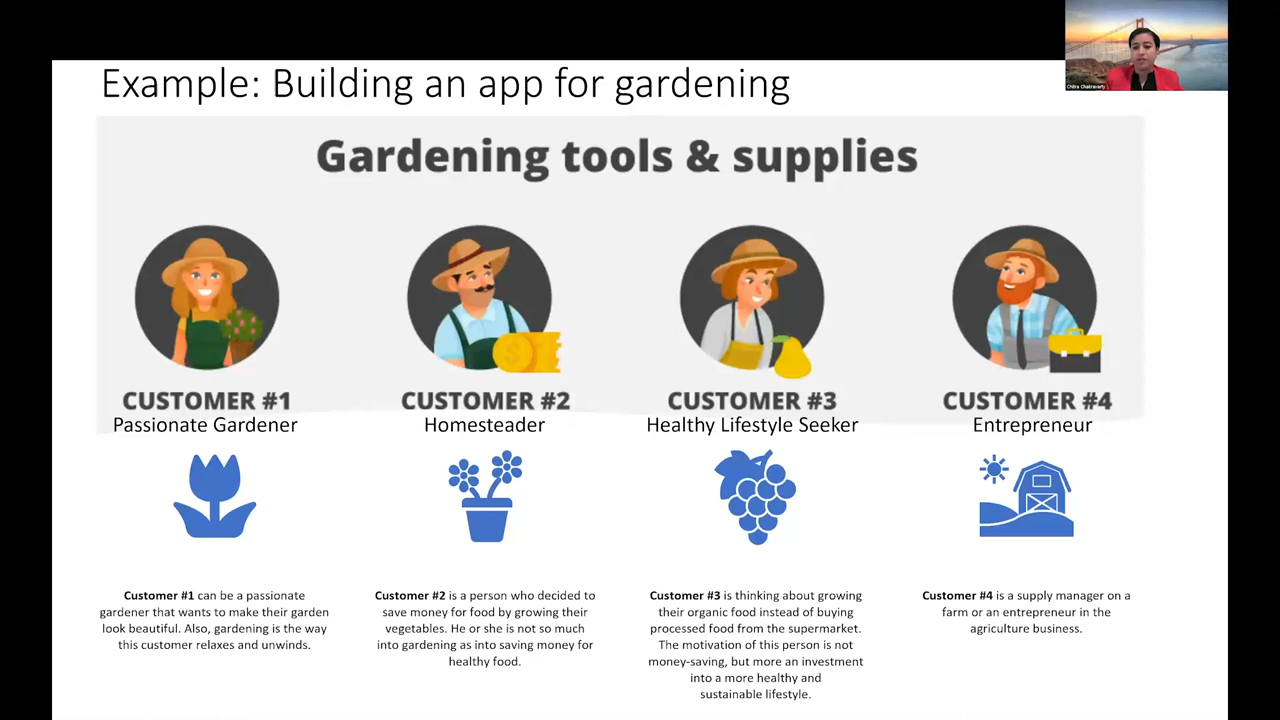 Example: Building an app for gardening
Chitra Chakravarty
Gardening tools & supplies
CUSTOMER #1
Passionate Gardener
CUSTOMER #2
Homesteader
CUSTOMER #3
Healthy Lifestyle Seeker
CUSTOMER #4
Entrepreneur
Customer #1 can be a passionate
gardener that wants to make their garden
look beautiful. Also, gardening is the way
this customer relaxes and unwinds.
Customer #2 is a person who decided to
save money for food by growing their
vegetables. He or she is not so much
into gardening as into saving money for
healthy food.
Customer #3 is thinking about growing
their organic food instead of buying
processed food from the supermarket.
The motivation of this person is not
money-saving, but more an investment
into a more healthy and
sustainable lifestyle.
Customer #4 is a supply manager on a
farm or an entrepreneur in the
agriculture business.